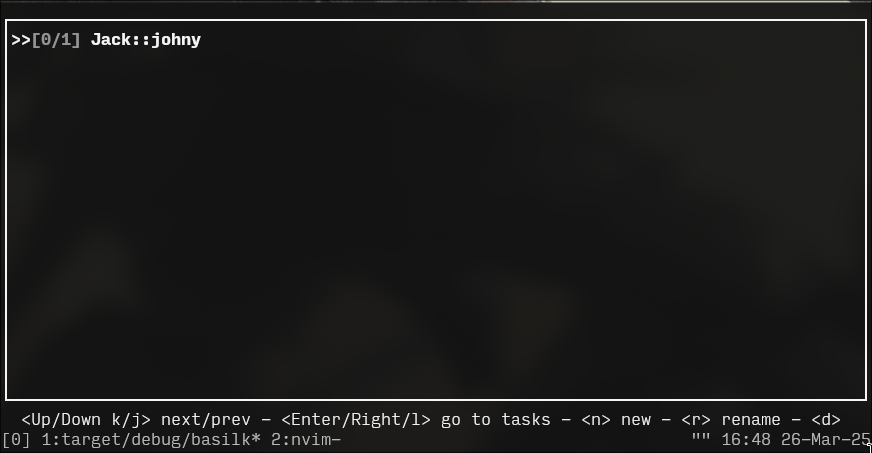 >>[0/1] Jack::johny
<Up/Down k/j> next/prev — <Enter/Right/l> go to tasks — <n> new — <r> rename — <d>
[0] 1:target/debug/basilk* 2:nvim- "" 16:48 26-Mar-25